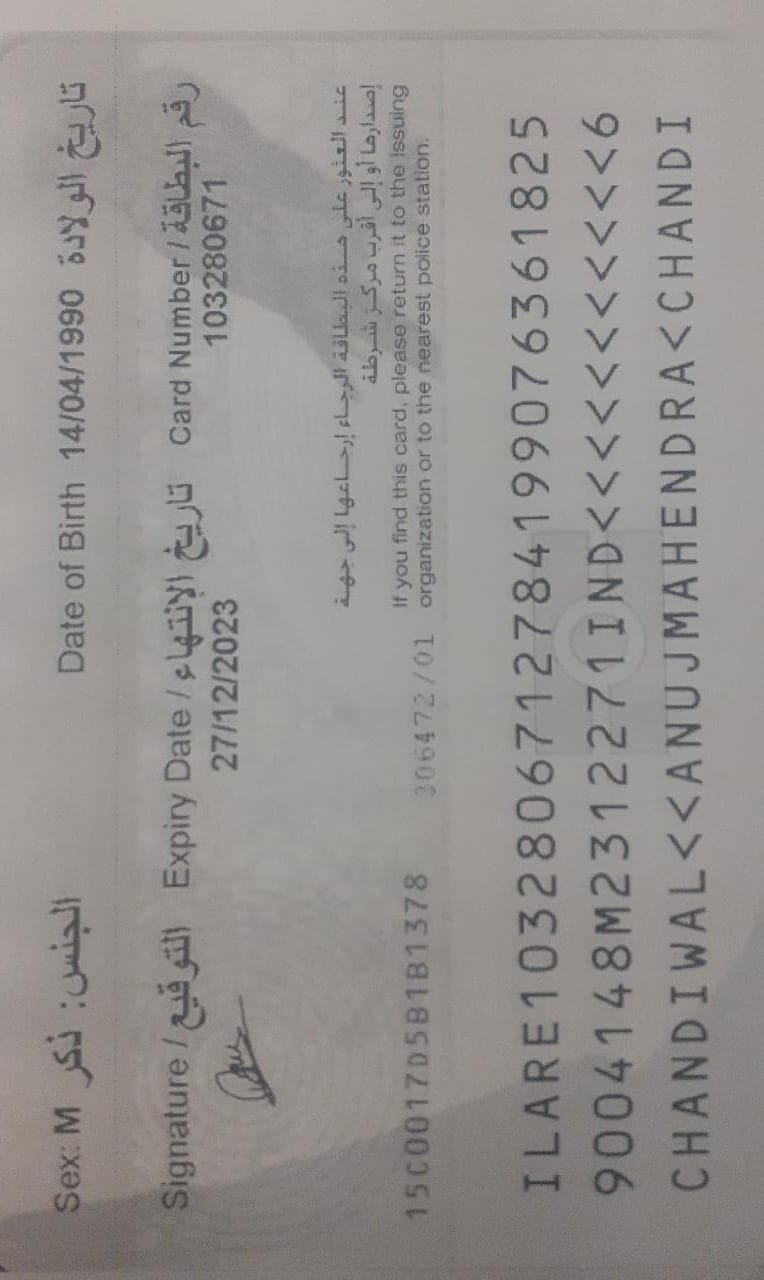 Sex: M الجنس: ذكر Date of Birth 14/04/1990 تاريخ الولادة
Signature / التوقيع Expiry Date / تاريخ الإنتهاء Card Number / رقم البطاقة
27/12/2023 103280671
عند العثور على هذه البطاقة الرجاء إرجاعها إلى جهة
إصدارها أو إلى أقرب مركز شرطة
If you find this card, please return it to the issuing
organization or to the nearest police station.
15C0017D5B1B1378 306472/01
ILARE1032806712784199076361825
9004148M2312271IND<<<<<<<<<<<6
CHANDIWAL<<ANUJMAHENDRA<CHANDI